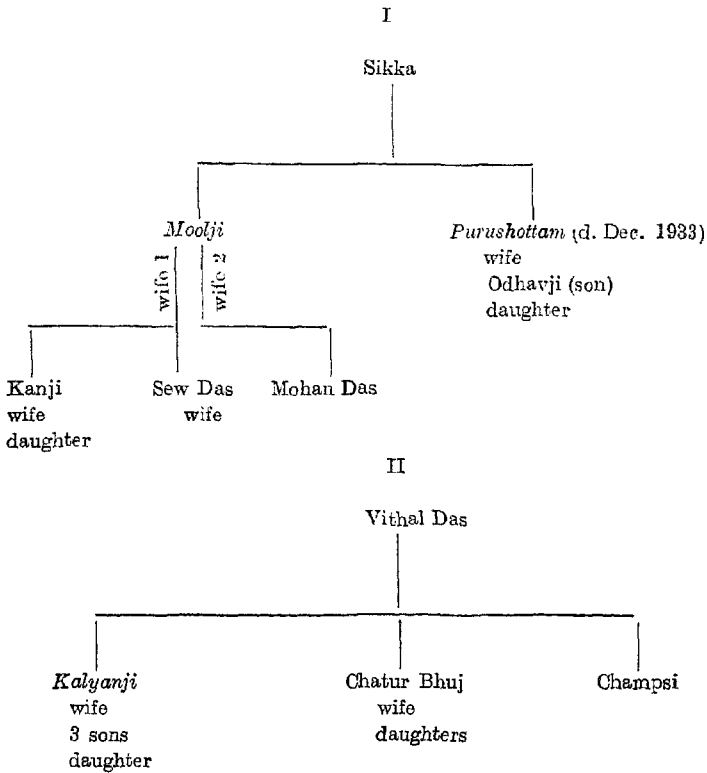 I
Sikka
Moolji
Purushottam (d. Dec. 1933)
wife
Odhavji (son)
daughter
wife 1
wife 2
Kanji
wife
daughter
Sew Das
wife
Mohan Das
II
Vithal Das
Kalyanji
wife
3 sons
daughter
Chatur Bhuj
wife
daughters
Champsi